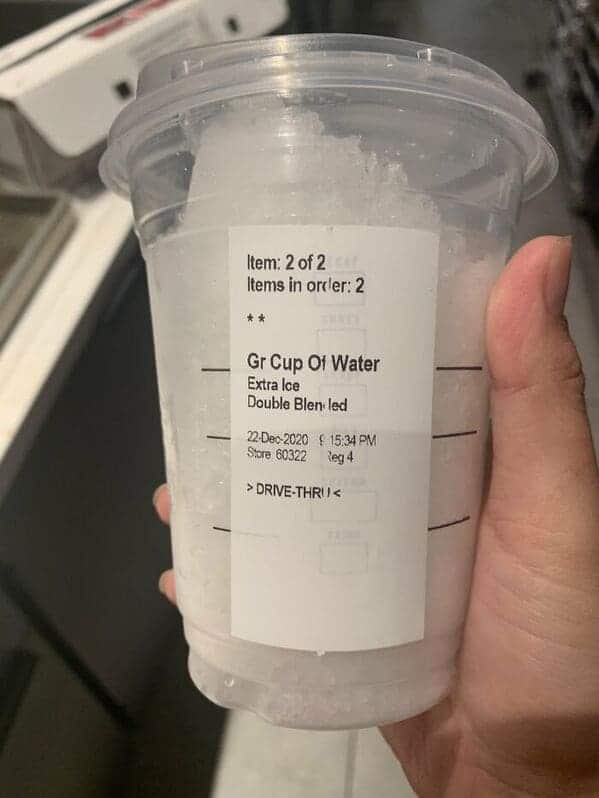 Item: 2 of 2
Items in order: 2
**
Gr Cup Of Water
Extra Ice
Double Blended
22-Dec-2020 9:15:34 PM
Store 60322 Reg 4
> DRIVE-THRU <